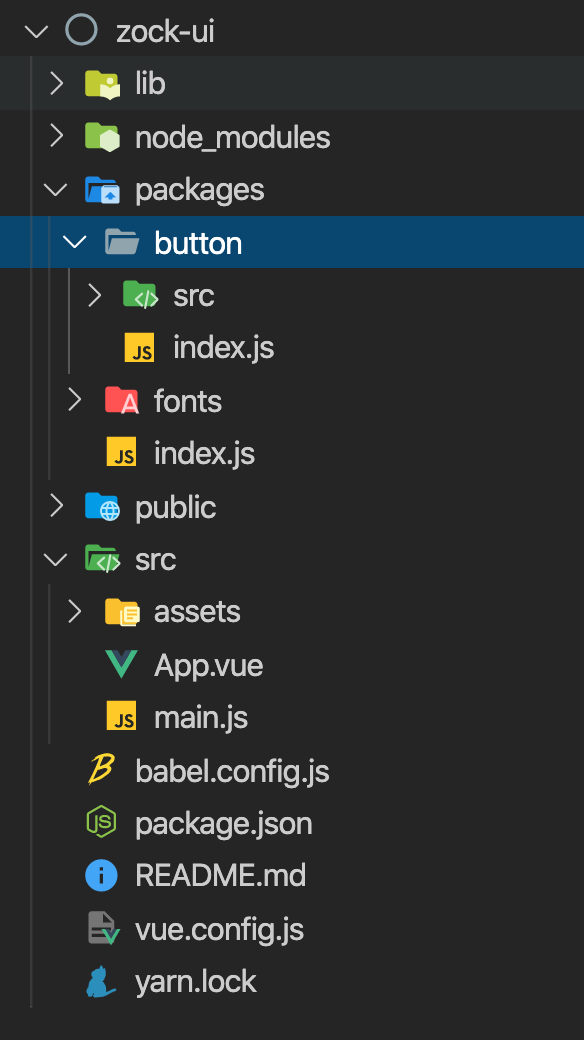 zock-ui
lib
node_modules
packages
button
src
JS index.js
A fonts
JS index.js
public
src
assets
App.vue
JS main.js
B babel.config.js
JS package.json
i README.md
vue.config.js
yarn.lock